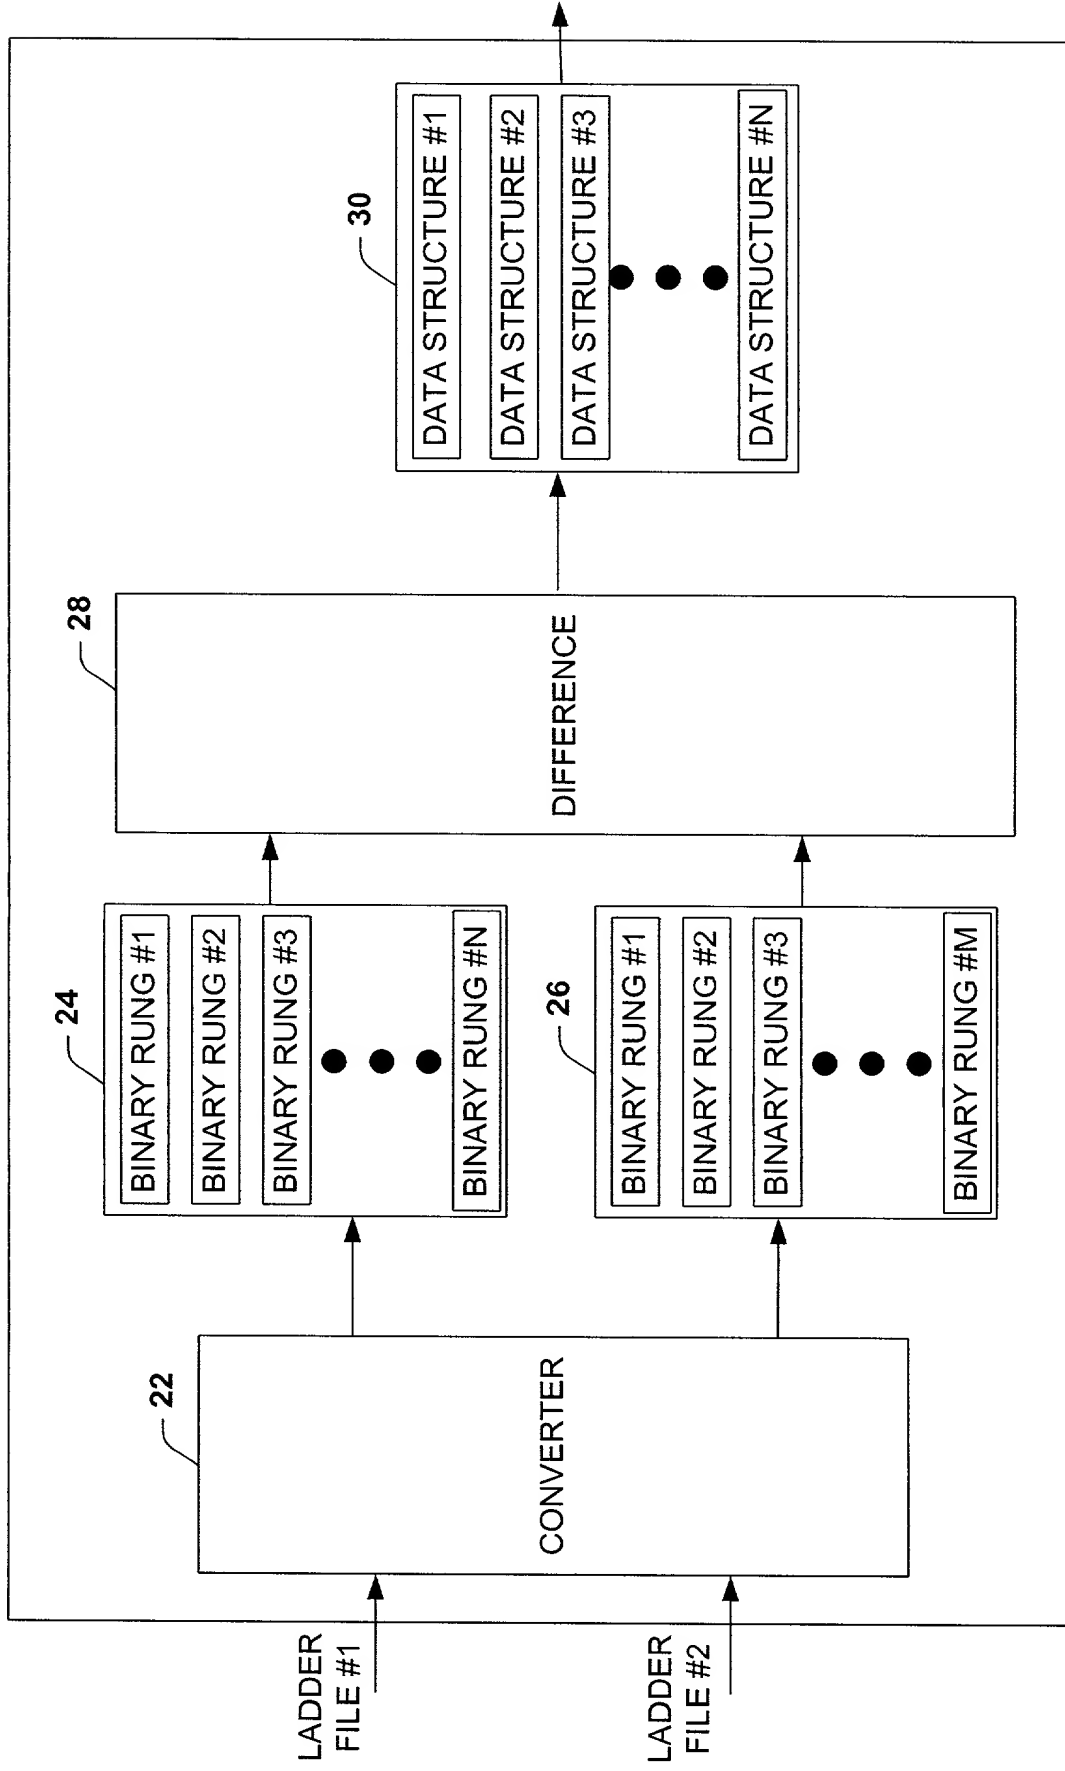 LADDER
FILE #1
LADDER
FILE #2
22
CONVERTER
24
BINARY RUNG #1
BINARY RUNG #2
BINARY RUNG #3
BINARY RUNG #N
26
BINARY RUNG #1
BINARY RUNG #2
BINARY RUNG #3
BINARY RUNG #M
28
DIFFERENCE
30
DATA STRUCTURE #1
DATA STRUCTURE #2
DATA STRUCTURE #3
DATA STRUCTURE #N